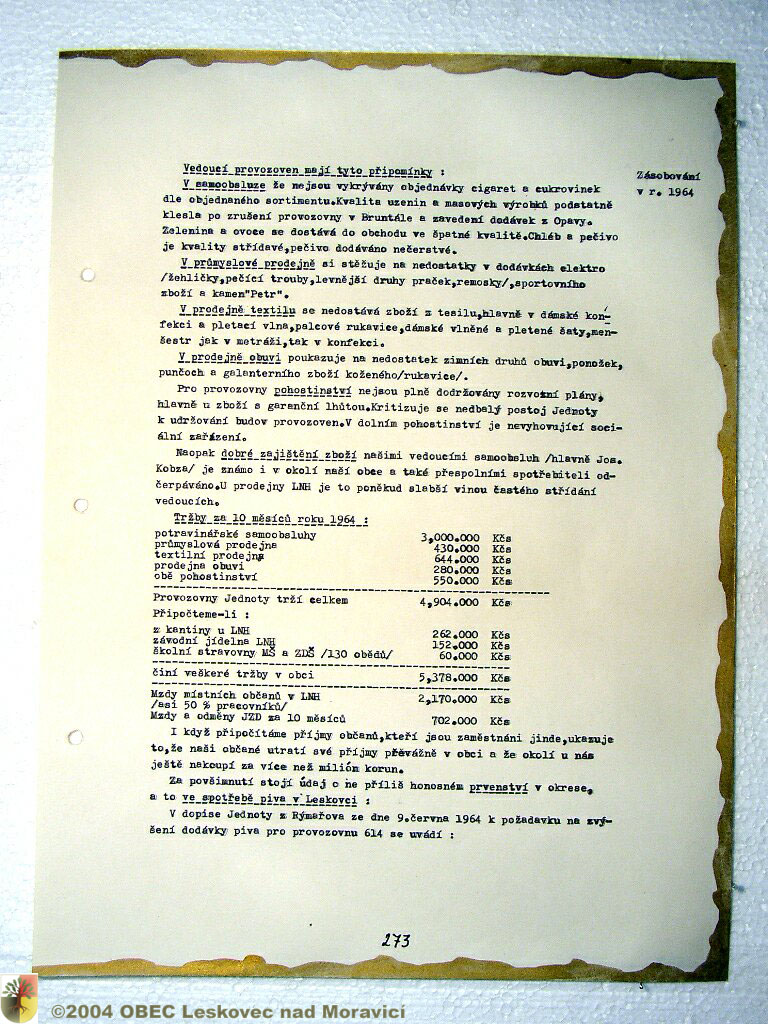 Vedoucí provozoven mají tyto připomínky :
Zásobování
v r. 1964
V samoobsluze že nejsou vykrývány objednávky cigaret a cukrovinek
dle objednaného sortimentu.Kvalita uzenin a masových výrobků podstatně
klesla po zrušení provozovny v Bruntále a zavedení dodávek z Opavy.
Zelenina a ovoce se dostává do obchodu ve špatné kvalitě.Chléb a pečivo
je kvality střídavé,pečivo dodáváno nečerstvé.
V průmyslové prodejně si stěžuje na nedostatky v dodávkách elektro
/žehličky,pečící trouby,levnější druhy praček,remosky/,sportovního
zboží a kamen"Petr".
V prodejně textilu se nedostává zboží z tesilu,hlavně v dámské kon-
fekci a pletací vlna,palcové rukavice,dámské vlněné a pletené šaty,men-
šestr jak v metráži,tak v konfekci.
V prodejně obuvi poukazuje na nedostatek zimních druhů obuvi,ponožek,
punčoch a galanterního zboží koženého/rukavice/.
Pro provozovny pohostinství nejsou plně dodržovány rozvozní plány,
hlavně u zboží s garenční lhůtou.Kritizuje se nedbalý postoj Jednoty
k udržování budov provozoven.V dolním pohostinství je nevyhovující soci-
ální zařízení.
Naopak dobré zajištění zboží našimi vedoucími samoobsluh /hlavně Jos.
Kobza/ je známo i v okolí naší obce a také přespolními spotřebiteli od-
čerpáváno.U prodejny LNH je to poněkud slabší vinou častého střídání
vedoucích.
Tržby za 10 měsíců roku 1964 :
potravinářské samoobsluhy 3,000.000 Kčs
průmyslová prodejna 430.000 Kčs
textilní prodejna 644.000 Kčs
prodejna obuvi 280.000 Kčs
obě pohostinství 550.000 Kčs
Provozovny Jednoty trží celkem 4,904.000 Kčs
Připočteme-li :
z kantiny u LNH 262.000 Kčs
závodní jídelna LNH 152.000 Kčs
školní stravovny MŠ a ZDŠ /130 obědů/ 60.000 Kčs
činí veškeré tržby v obci 5,378.000 Kčs
Mzdy místních občanů v LNH 2,170.000 Kčs
/asi 50 % pracovníků/
Mzdy a odměny JZD za 10 měsíců 702.000 Kčs
I když připočítáme příjmy občanů,kteří jsou zaměstnáni jinde,ukazuje
to,že naši občané utratí své příjmy převážně v obci a že okolí u nás
ještě nakoupí za více než milión korun.
Za povšimnutí stojí údaj o ne příliš honosném prvenství v okrese,
a to ve spotřebě piva v Leskovci :
V dopise Jednoty z Rýmařova ze dne 9.června 1964 k požadavku na zvý-
šení dodávky piva pro provozovnu 614 se uvádí :
273
©2004 OBEC Leskovec nad Moravicí